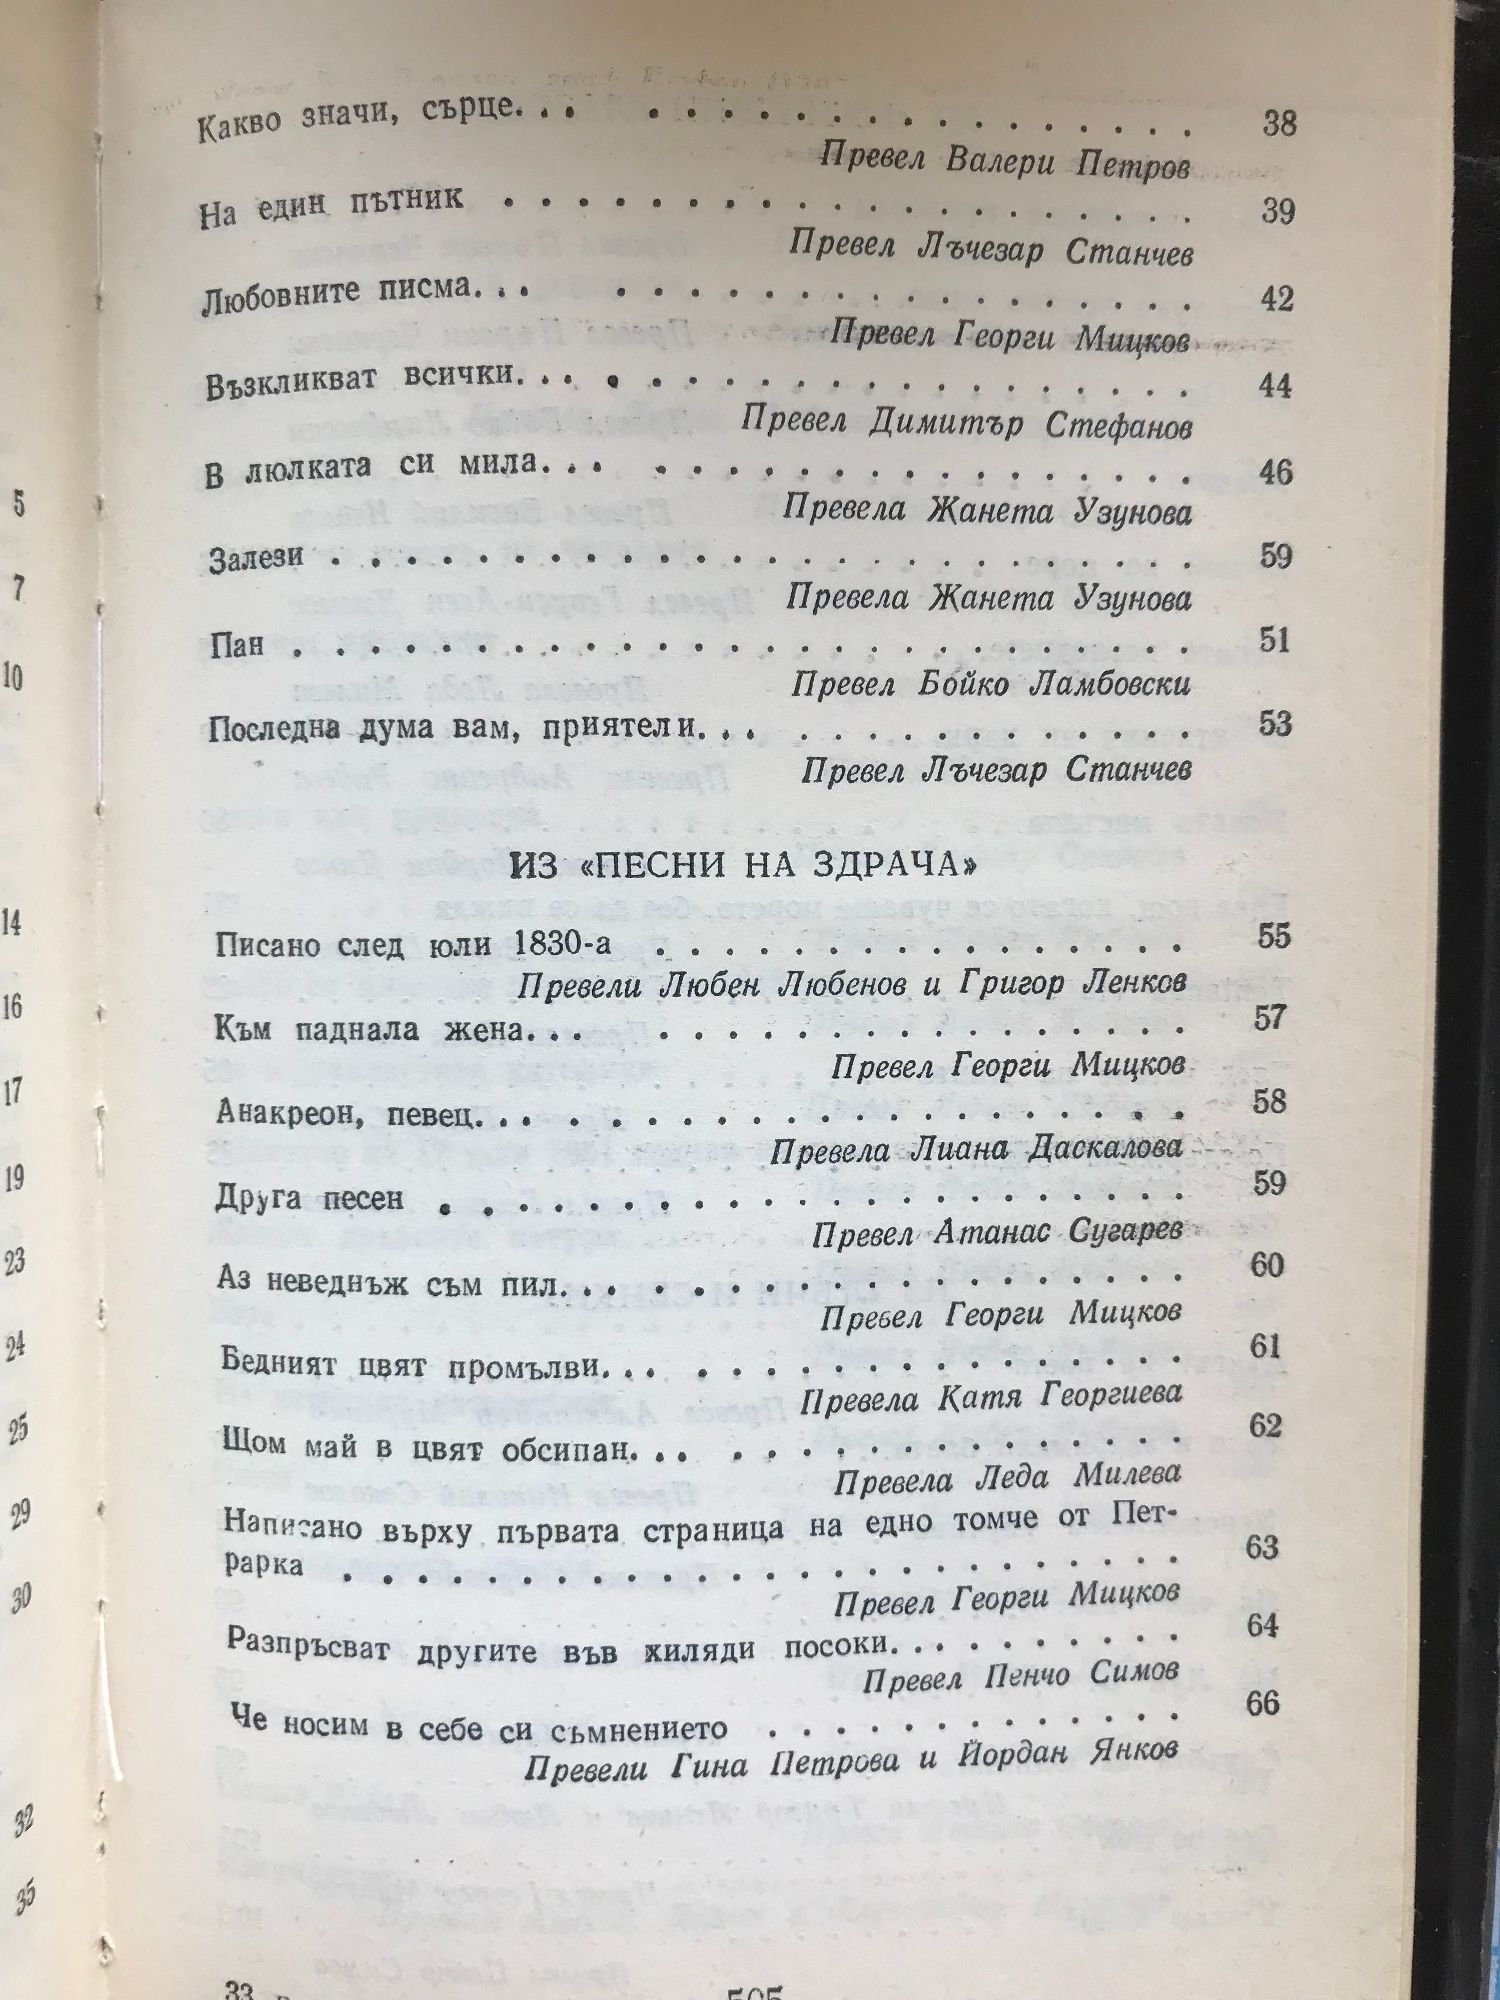 Какво значи, сърце. . . . . . . . . . . . . . . . . . 38
Превел Валери Петров
На един пътник . . . . . . . . . . . . . . . . . . . 39
Превел Лъчезар Станчев
Любовните писма. . . . . . . . . . . . . . . . . . . 42
Превел Георги Мицков
Възкликват всички. . . . . . . . . . . . . . . . . . 44
Превел Димитър Стефанов
В люлката си мила. . . . . . . . . . . . . . . . . . 46
Превела Жанета Узунова
Залези . . . . . . . . . . . . . . . . . . . . . . . 59
Превела Жанета Узунова
Пан . . . . . . . . . . . . . . . . . . . . . . . . 51
Превел Бойко Ламбовски
Последна дума вам, приятели. . . . . . . . . . . . . . 53
Превел Лъчезар Станчев
ИЗ «ПЕСНИ НА ЗДРАЧА»
Писано след юли 1830-а . . . . . . . . . . . . . . . 55
Превели Любен Любенов и Григор Ленков
Към паднала жена. . . . . . . . . . . . . . . . . . 57
Превел Георги Мицков
Анакреон, певец. . . . . . . . . . . . . . . . . . . 58
Превела Лиана Даскалова
Друга песен . . . . . . . . . . . . . . . . . . . . 59
Превел Атанас Сугарев
Аз неведнъж съм пил. . . . . . . . . . . . . . . . . 60
Превел Георги Мицков
Бедният цвят промълви. . . . . . . . . . . . . . . . 61
Превела Катя Георгиева
Щом май в цвят обсипан. . . . . . . . . . . . . . . 62
Превела Леда Милева
Написано върху първата страница на едно томче от Пет-
рарка . . . . . . . . . . . . . . . . . . . . . . . 63
Превел Георги Мицков
Разпръсват другите във хиляди посоки. . . . . . . . . . 64
Превел Пенчо Симов
Че носим в себе си съмнението . . . . . . . . . . . . 66
Превели Гина Петрова и Йордан Янков
33
505
5
7
10
14
16
17
19
23
24
25
29
30
32
35